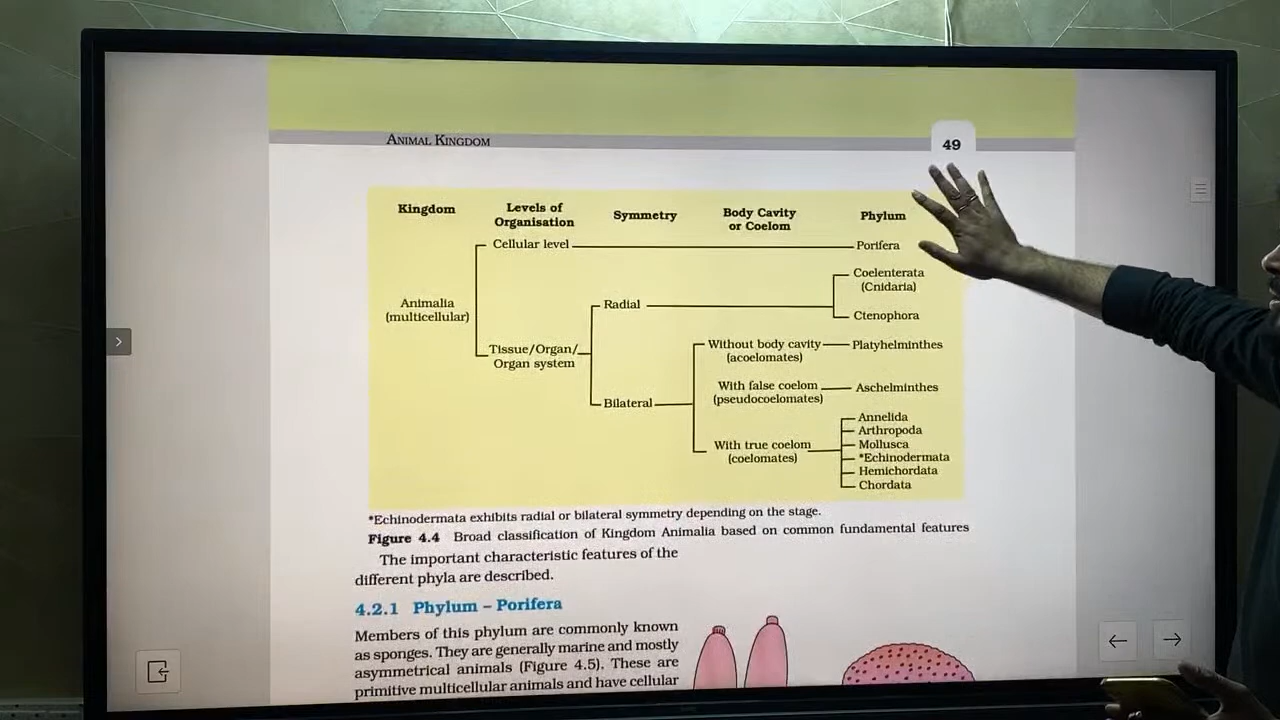 ANIMAL KINGDOM
49
Kingdom
Levels of
Organisation
Symmetry
Body Cavity
or Coelom
Phylum
Cellular level
Porifera
Animalia
(multicellular)
Radial
Coelenterata
(Cnidaria)
Ctenophora
Tissue/Organ/
Organ system
Without body cavity
(acoelomates)
Platyhelminthes
With false coelom
(pseudocoelomates)
Aschelminthes
Bilateral
With true coelom
(coelomates)
Annelida
Arthropoda
Mollusca
*Echinodermata
Hemichordata
Chordata
*Echinodermata exhibits radial or bilateral symmetry depending on the stage.
Figure 4.4 Broad classification of Kingdom Animalia based on common fundamental features
The important characteristic features of the
different phyla are described.
4.2.1 Phylum – Porifera
Members of this phylum are commonly known
as sponges. They are generally marine and mostly
asymmetrical animals (Figure 4.5). These are
primitive multicellular animals and have cellular